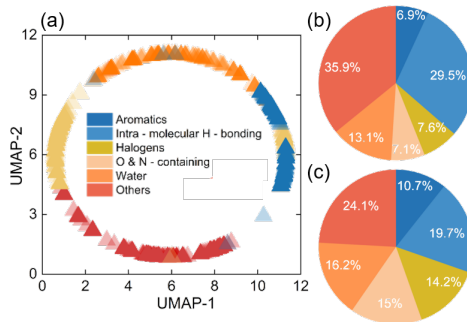 (a)
12
9
6
3
0
UMAP-2
0 2 4 6 8 10 12
UMAP-1
Aromatics
Intra - molecular H - bonding
Halogens
O & N - containing
Water
Others
(b)
6.9%
29.5%
7.6%
7.1%
13.1%
35.9%
(c)
10.7%
19.7%
14.2%
15%
16.2%
24.1%